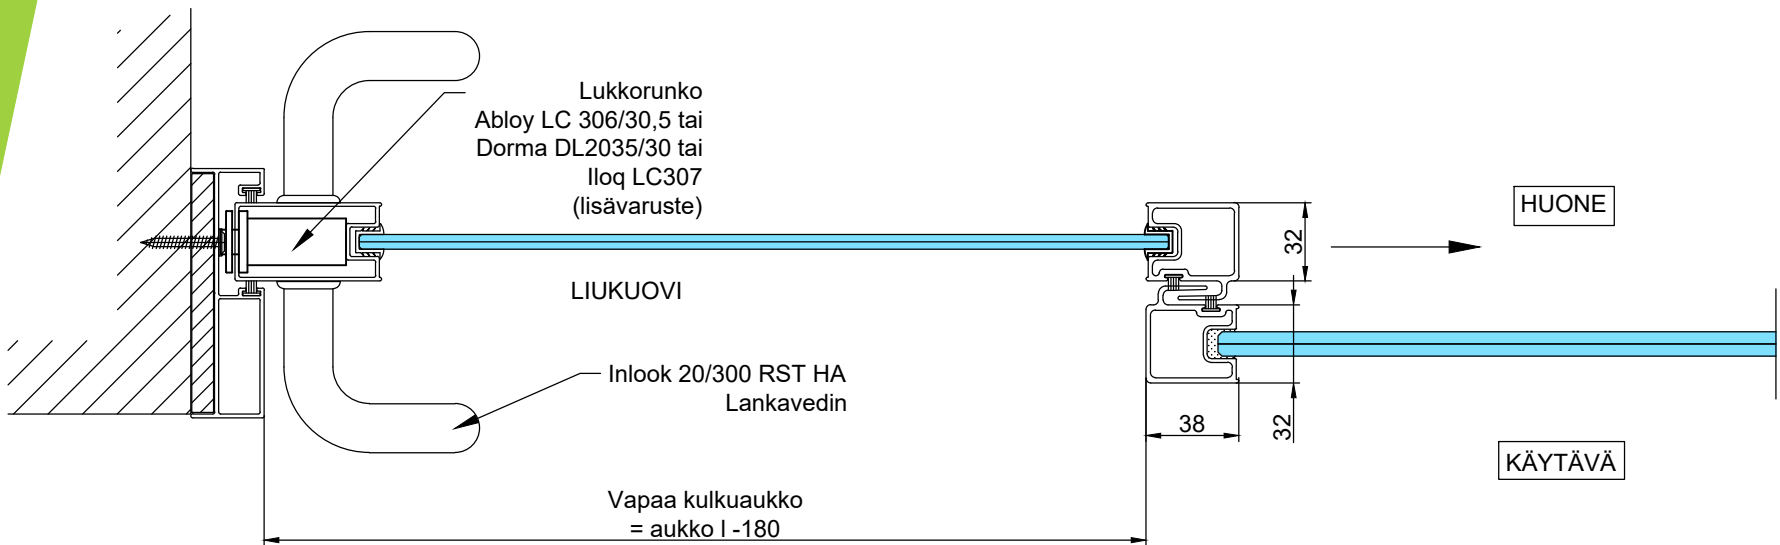 Lukkorunko
Abloy LC 306/30,5 tai
Dorma DL2035/30 tai
Iloq LC307
(lisävaruste)
HUONE
32
LIUKUOVI
Inlook 20/300 RST HA
Lankavedin
38
32
KÄYTÄVÄ
Vapaa kulkuaukko
= aukko l -180